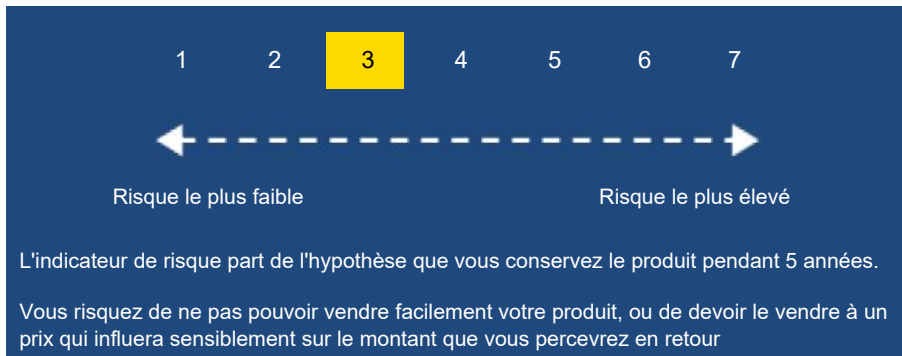 1 2 3 4 5 6 7
Risque le plus faible Risque le plus élevé
L'indicateur de risque part de l'hypothèse que vous conservez le produit pendant 5 années.
Vous risquez de ne pas pouvoir vendre facilement votre produit, ou de devoir le vendre à un
prix qui influera sensiblement sur le montant que vous percevrez en retour